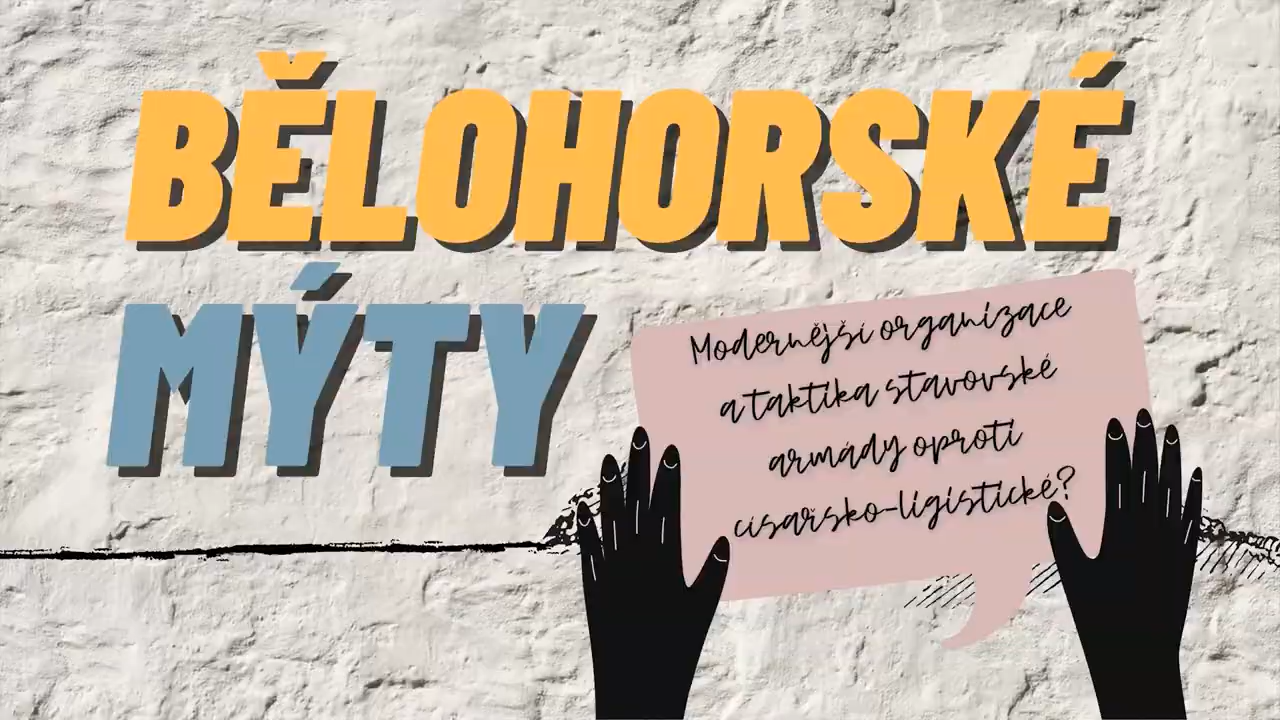 BĚLOHORSKÉ
MÝTY
Modernější organizace
a taktika stavovské
armády oproti
císařsko-ligistické?